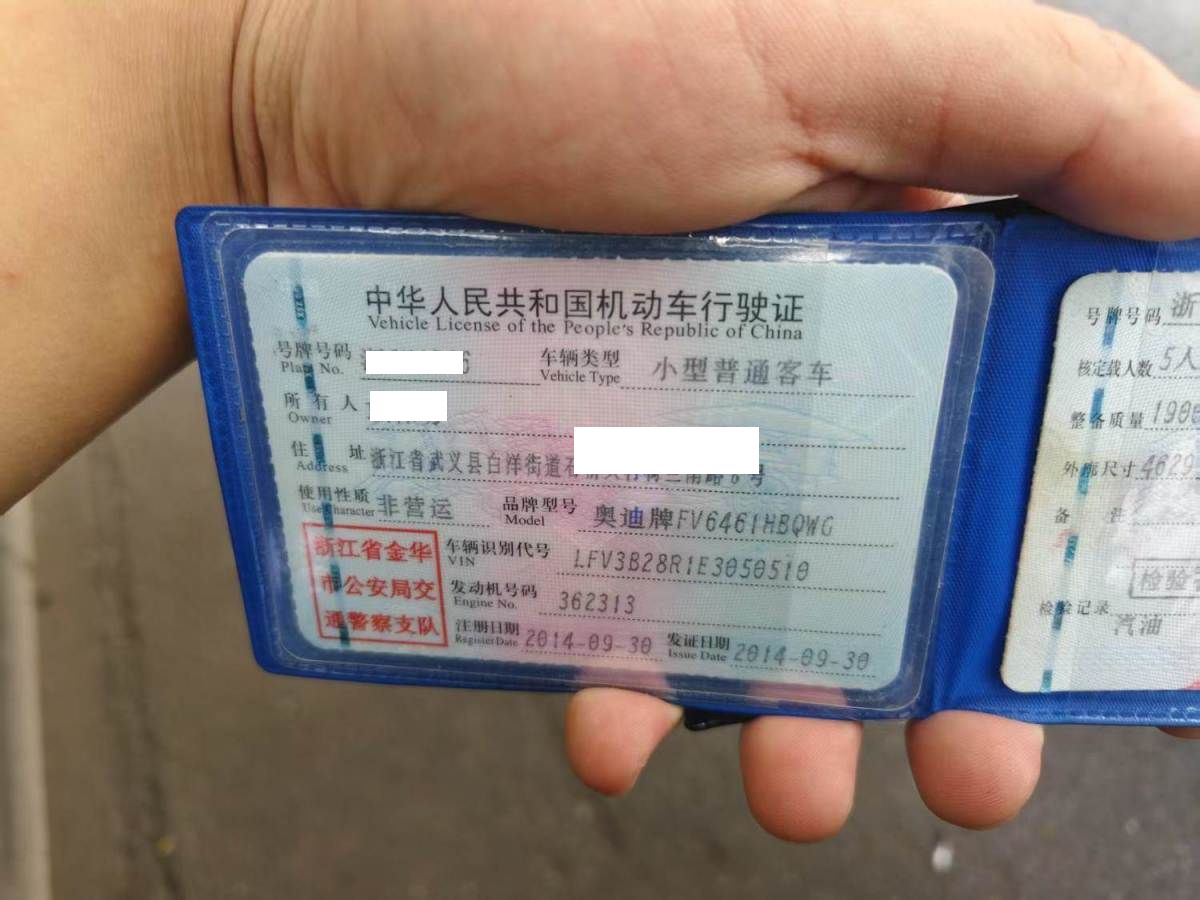 中华人民共和国机动车行驶证
Vehicle License of the People's Republic of China
号牌号码 6 车辆类型 小型普通客车
Plate No. Vehicle Type
所有人
Owner
住址 浙江省武义县白洋街道石
Address
使用性质 非营运 品牌型号 奥迪牌FV6461HBQWG
Use Character Model
浙江省金华
市公安局交
通警察支队
车辆识别代号 LFV3B28R1E3050510
VIN
发动机号码 362313
Engine No.
注册日期 2014-09-30 发证日期 2014-09-30
Register Date Issue Date
号牌号码 浙
核定载人数 5人
整备质量 190
外廓尺寸 4629
备注
检验
检验记录
汽油